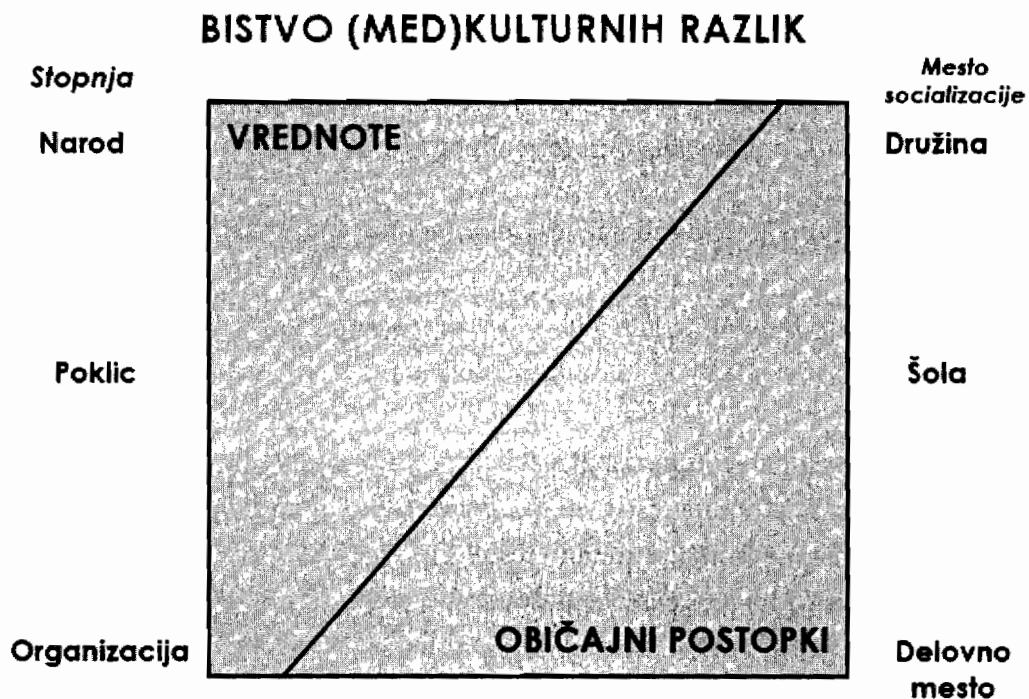 BISTVO (MED)KULTURNIH RAZLIK
Stopnja
Mesto
socializacije
Narod
VREDNOTE
Družina
Poklic
Šola
Organizacija
OBIČAJNI POSTOPKI
Delovno
mesto